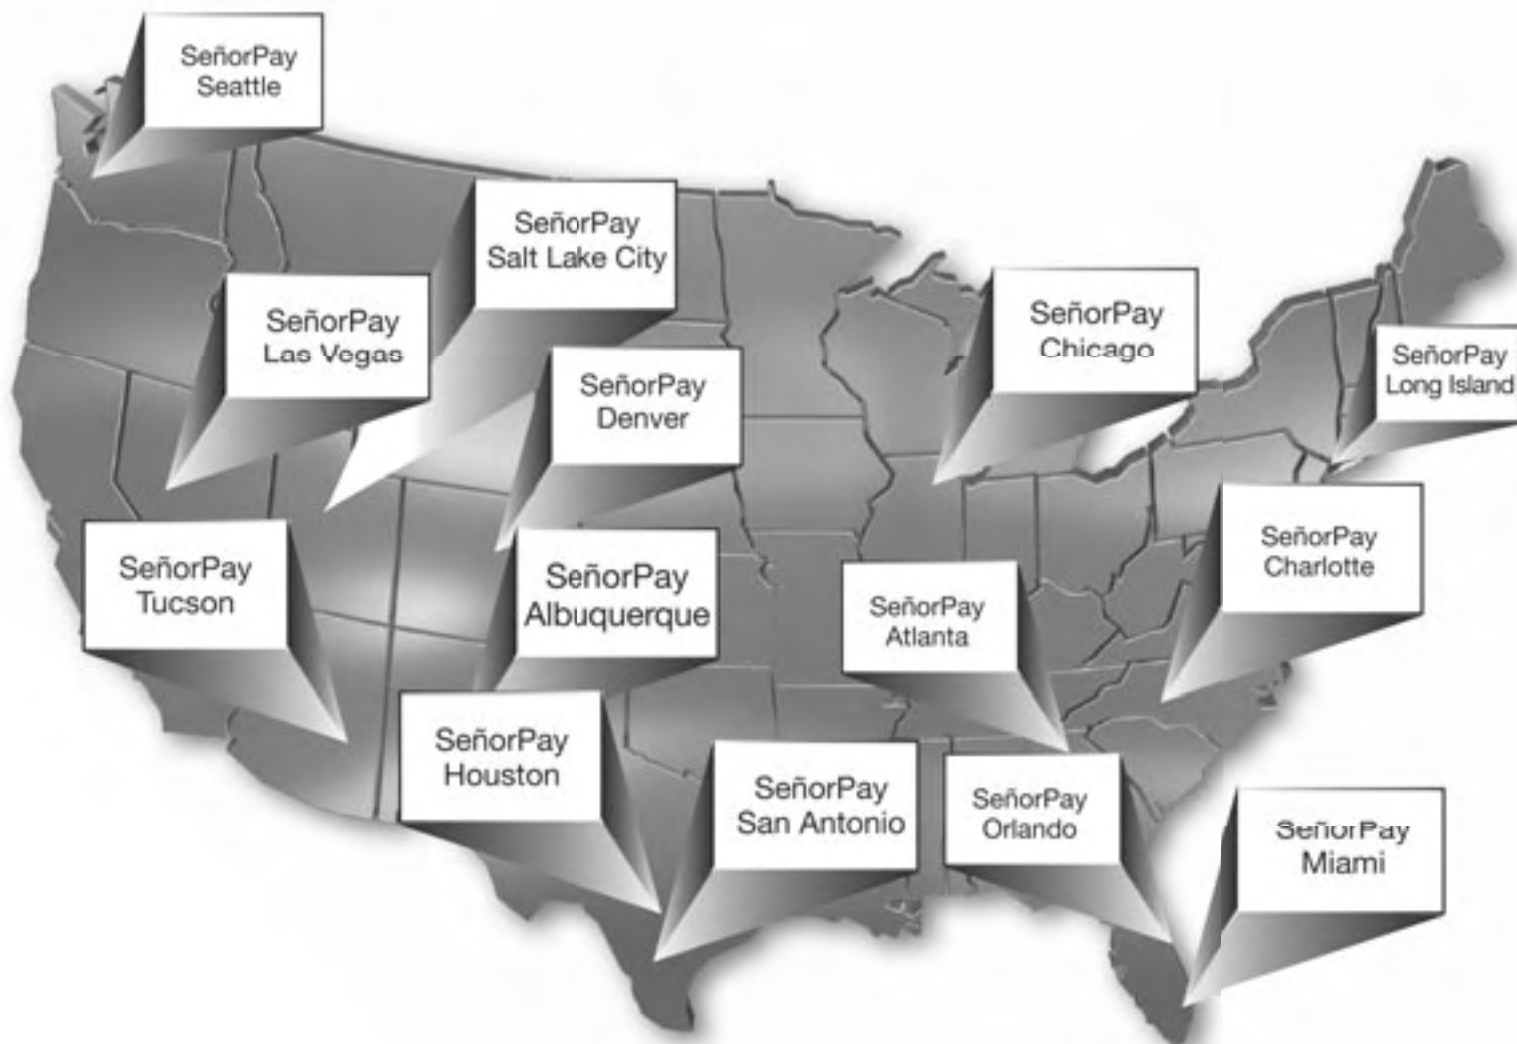 SeñorPay
Seattle
SeñorPay
Salt Lake City
SeñorPay
Las Vegas
SeñorPay
Chicago
SeñorPay
Long Island
SeñorPay
Denver
SeñorPay
Tucson
SeñorPay
Albuquerque
SeñorPay
Atlanta
SeñorPay
Charlotte
SeñorPay
Houston
SeñorPay
San Antonio
SeñorPay
Orlando
SeñorPay
Miami